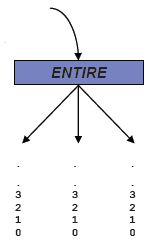 ENTIRE
. . .
. . .
3 3 3
2 2 2
1 1 1
0 0 0